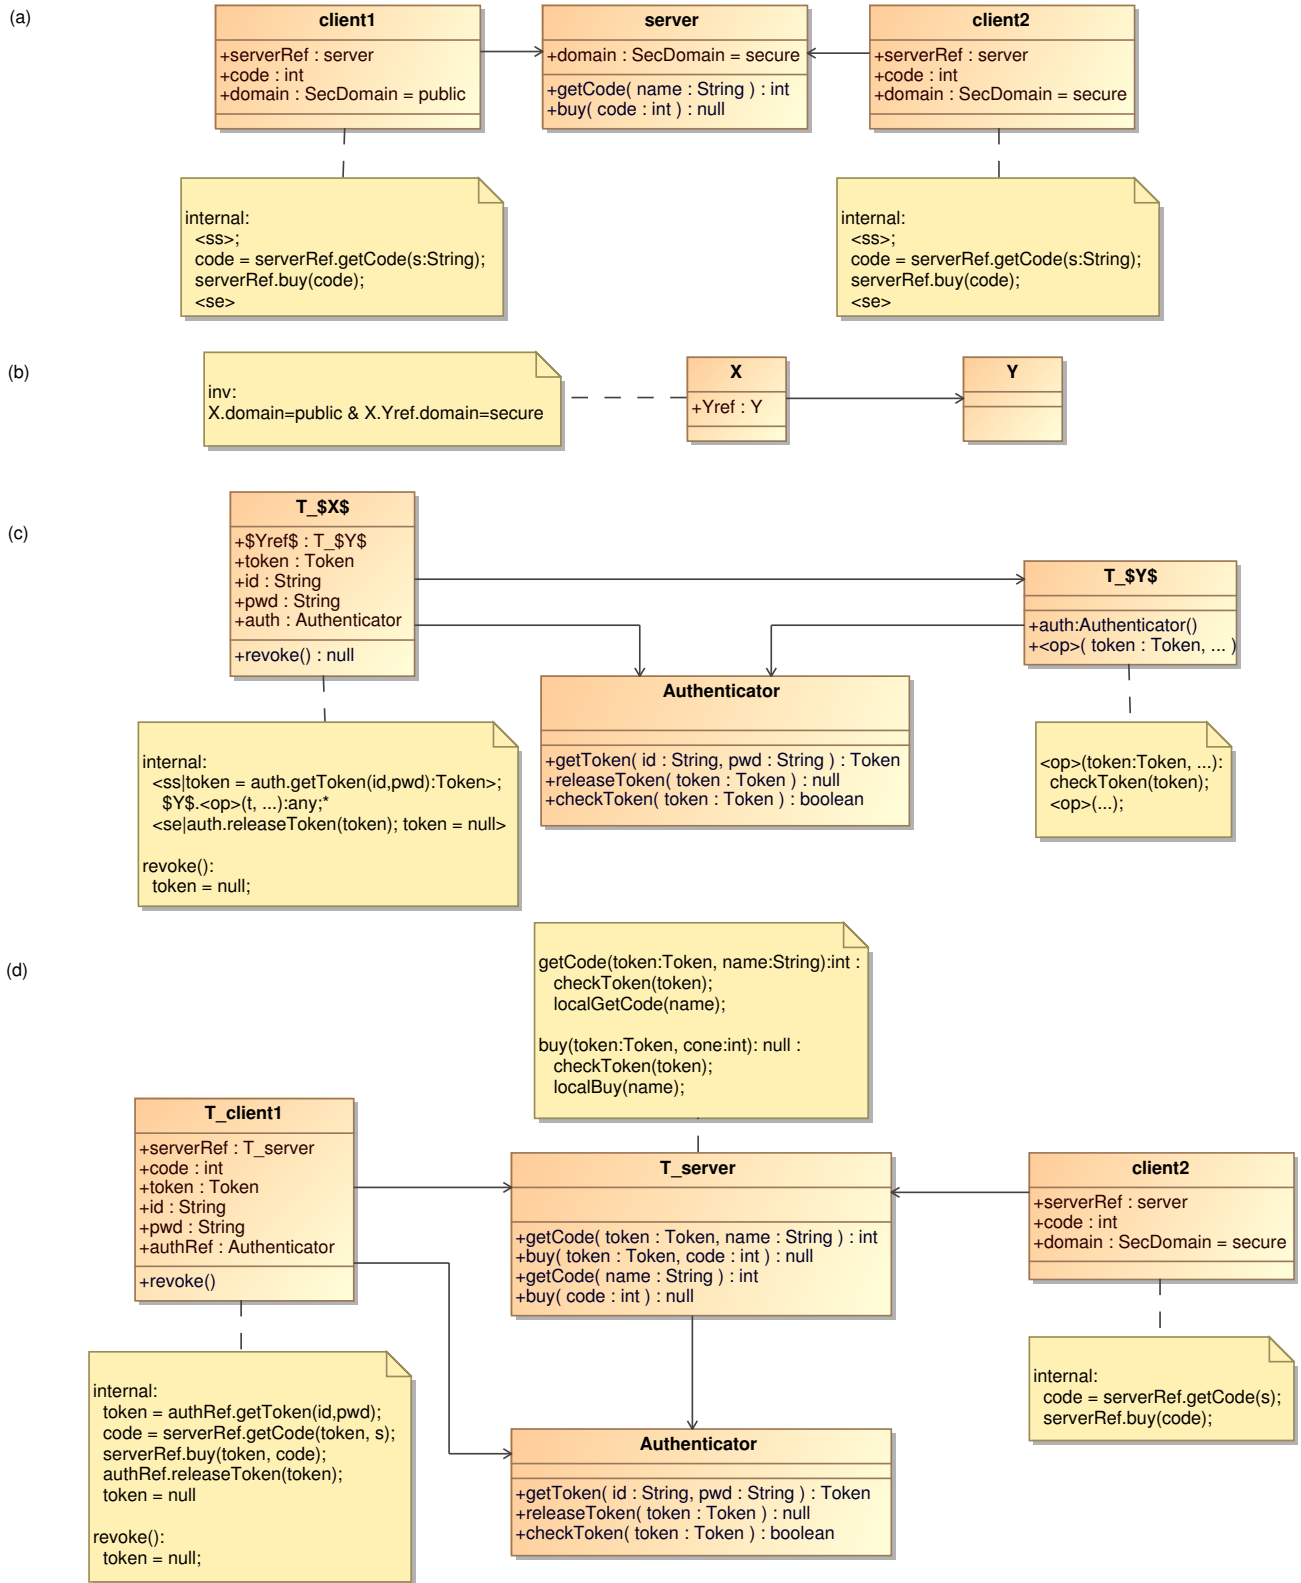 (a)
client1
+serverRef : server
+code : int
+domain : SecDomain = public
server
+domain : SecDomain = secure
+getCode( name : String ) : int
+buy( code : int ) : null
client2
+serverRef : server
+code : int
+domain : SecDomain = secure
internal:
<ss>;
code = serverRef.getCode(s:String);
serverRef.buy(code);
<se>
internal:
<ss>;
code = serverRef.getCode(s:String);
serverRef.buy(code);
<se>
(b)
inv:
X.domain=public & X.Yref.domain=secure
X
+Yref : Y
Y
(c)
T_$X$
+$Yref$ : T_$Y$
+token : Token
+id : String
+pwd : String
+auth : Authenticator
+revoke() : null
T_$Y$
+auth:Authenticator()
+<op>( token : Token, ... )
Authenticator
+getToken( id : String, pwd : String ) : Token
+releaseToken( token : Token ) : null
+checkToken( token : Token ) : boolean
internal:
<ss|token = auth.getToken(id,pwd):Token>;
$Y$.<op>(t, ...):any;*
<se|auth.releaseToken(token); token = null>
revoke():
token = null;
<op>(token:Token, ...):
checkToken(token);
<op>(...);
(d)
getCode(token:Token, name:String):int :
checkToken(token);
localGetCode(name);
buy(token:Token, cone:int): null :
checkToken(token);
localBuy(name);
T_client1
+serverRef : T_server
+code : int
+token : Token
+id : String
+pwd : String
+authRef : Authenticator
+revoke()
T_server
+getCode( token : Token, name : String ) : int
+buy( token : Token, code : int ) : null
+getCode( name : String ) : int
+buy( code : int ) : null
client2
+serverRef : server
+code : int
+domain : SecDomain = secure
internal:
token = authRef.getToken(id,pwd);
code = serverRef.getCode(token, s);
serverRef.buy(token, code);
authRef.releaseToken(token);
token = null
revoke():
token = null;
internal:
code = serverRef.getCode(s);
serverRef.buy(code);
Authenticator
+getToken( id : String, pwd : String ) : Token
+releaseToken( token : Token ) : null
+checkToken( token : Token ) : boolean